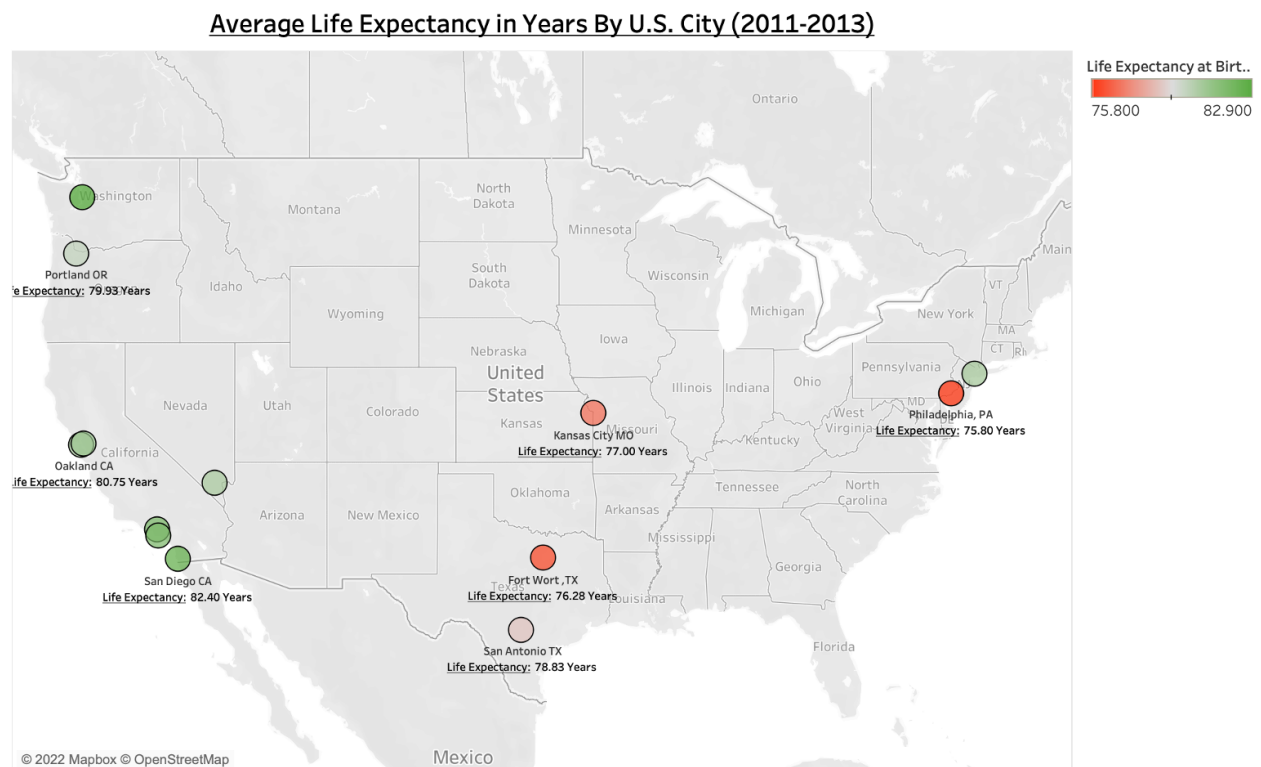 Average Life Expectancy in Years By U.S. City (2011-2013)
Life Expectancy at Birt..
75.800 82.900
Ontario
Washington
North
Dakota
Montana
Minnesota
Portland OR
e Expectancy: 79.93 Years
Idaho
South
Dakota
Wisconsin
Main
VT
Wyoming
Michigan
New York
MA
Iowa
CT RI
Nebraska
Pennsylvania
United
States
Nevada
Utah
Colorado
Illinois
Indiana
Ohio
MD
Philadelphia, PA
Life Expectancy: 75.80 Years
Kansas
West
Virginia
Kansas City MO
Missouri
Life Expectancy: 77.00 Years
Kentucky
California
Oakland CA
ife Expectancy: 80.75 Years
Oklahoma
Tennessee
North
Carolina
Arizona
New Mexico
Arkansas
Mississippi
Georgia
San Diego CA
Life Expectancy: 82.40 Years
Fort Wort ,TX
Texas
Life Expectancy: 76.28 Years
ouisiana
San Antonio TX
Life Expectancy: 78.83 Years
Florida
Mexico
© 2022 Mapbox © OpenStreetMap